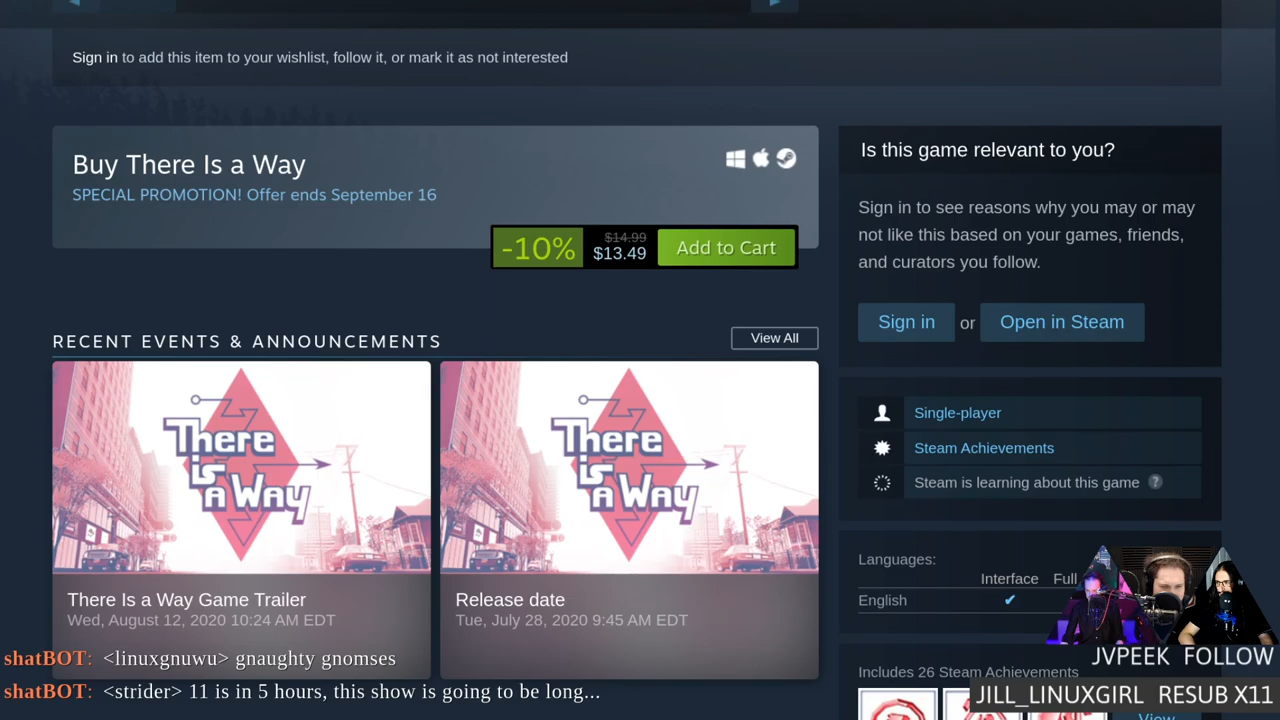 Sign in to add this item to your wishlist, follow it, or mark it as not interested
Buy There Is a Way
SPECIAL PROMOTION! Offer ends September 16
-10%
$14.99
$13.49
Add to Cart
Is this game relevant to you?
Sign in to see reasons why you may or may
not like this based on your games, friends,
and curators you follow.
Sign in or Open in Steam
RECENT EVENTS & ANNOUNCEMENTS
View All
There
is
a Way
There
is
a Way
There Is a Way Game Trailer
Wed, August 12, 2020 10:24 AM EDT
Release date
Tue, July 28, 2020 9:45 AM EDT
Single-player
Steam Achievements
Steam is learning about this game ?
Languages:
Interface Full
English ✔
Includes 26 Steam Achievements
View
shatBOT: <linuxgnuwu> gnaughty gnomses
shatBOT: <strider> 11 is in 5 hours, this show is going to be long...
JVPEEK FOLLOW
JILL_LINUXGIRL RESUB X11